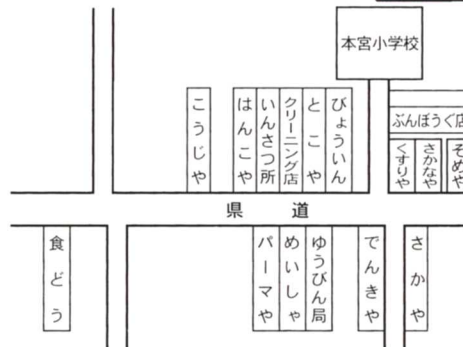 本宮小学校
こうじや
はんこや
いんさつ所
クリーニング店
とこや
びょういん
ぶんぼうぐ店
くすりや
さかなや
そめや
県道
食どう
パーマや
めいしゃ
ゆうびん局
でんきや
さかや